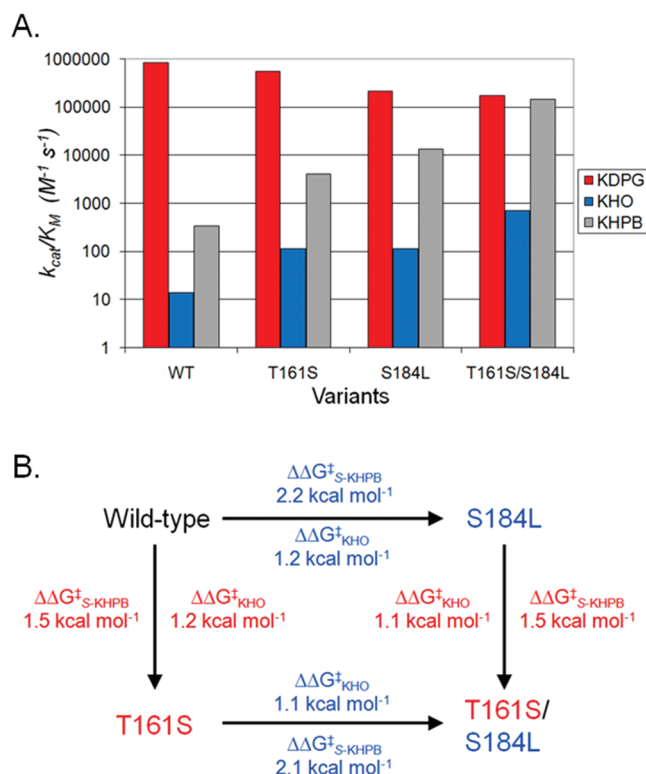 A.
k_cat/K_M (M⁻¹ s⁻¹)
1000000
100000
10000
1000
100
10
1
WT T161S S184L T161S/S184L
Variants
KDPG
KHO
KHPB
B.
Wild-type
ΔΔG‡S-KHPB
2.2 kcal mol⁻¹
ΔΔG‡KHO
1.2 kcal mol⁻¹
S184L
ΔΔG‡S-KHPB
1.5 kcal mol⁻¹
ΔΔG‡KHO
1.2 kcal mol⁻¹
ΔΔG‡KHO
1.1 kcal mol⁻¹
ΔΔG‡S-KHPB
1.5 kcal mol⁻¹
T161S
ΔΔG‡KHO
1.1 kcal mol⁻¹
ΔΔG‡S-KHPB
2.1 kcal mol⁻¹
T161S/
S184L